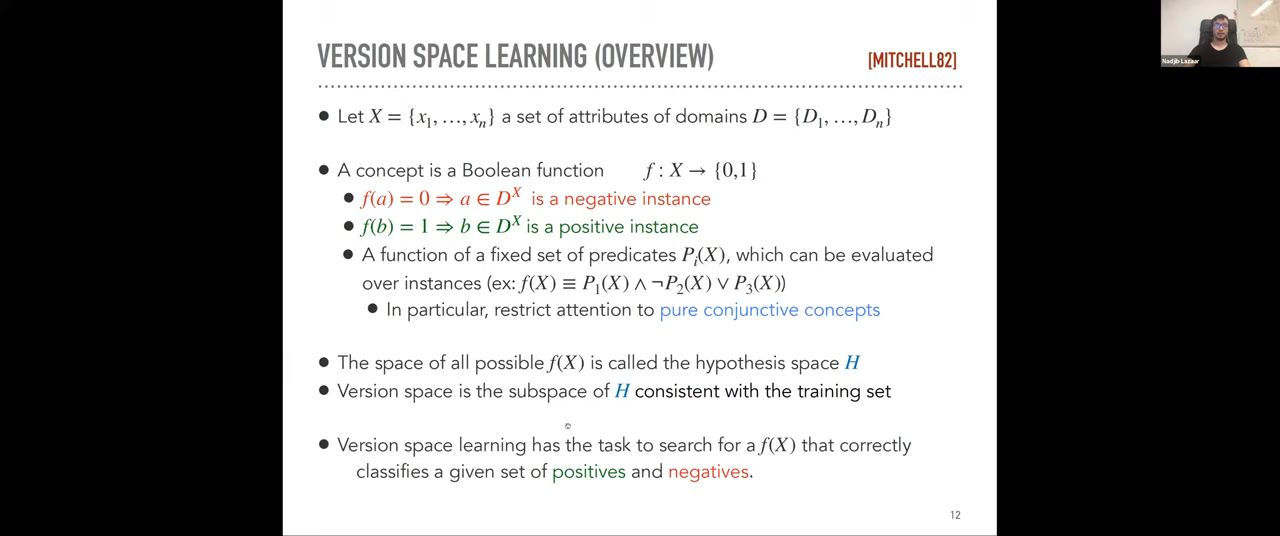 VERSION SPACE LEARNING (OVERVIEW)
[MITCHELL82]
Nadjib Lazaar
● Let X = {x₁, …, xₙ} a set of attributes of domains D = {D₁, …, Dₙ}
● A concept is a Boolean function f : X → {0,1}
● f(a) = 0 ⇒ a ∈ Dˣ is a negative instance
● f(b) = 1 ⇒ b ∈ Dˣ is a positive instance
● A function of a fixed set of predicates Pᵢ(X), which can be evaluated
over instances (ex: f(X) ≡ P₁(X) ∧ ¬P₂(X) ∨ P₃(X))
● In particular, restrict attention to pure conjunctive concepts
● The space of all possible f(X) is called the hypothesis space H
● Version space is the subspace of H consistent with the training set
● Version space learning has the task to search for a f(X) that correctly
classifies a given set of positives and negatives.
12